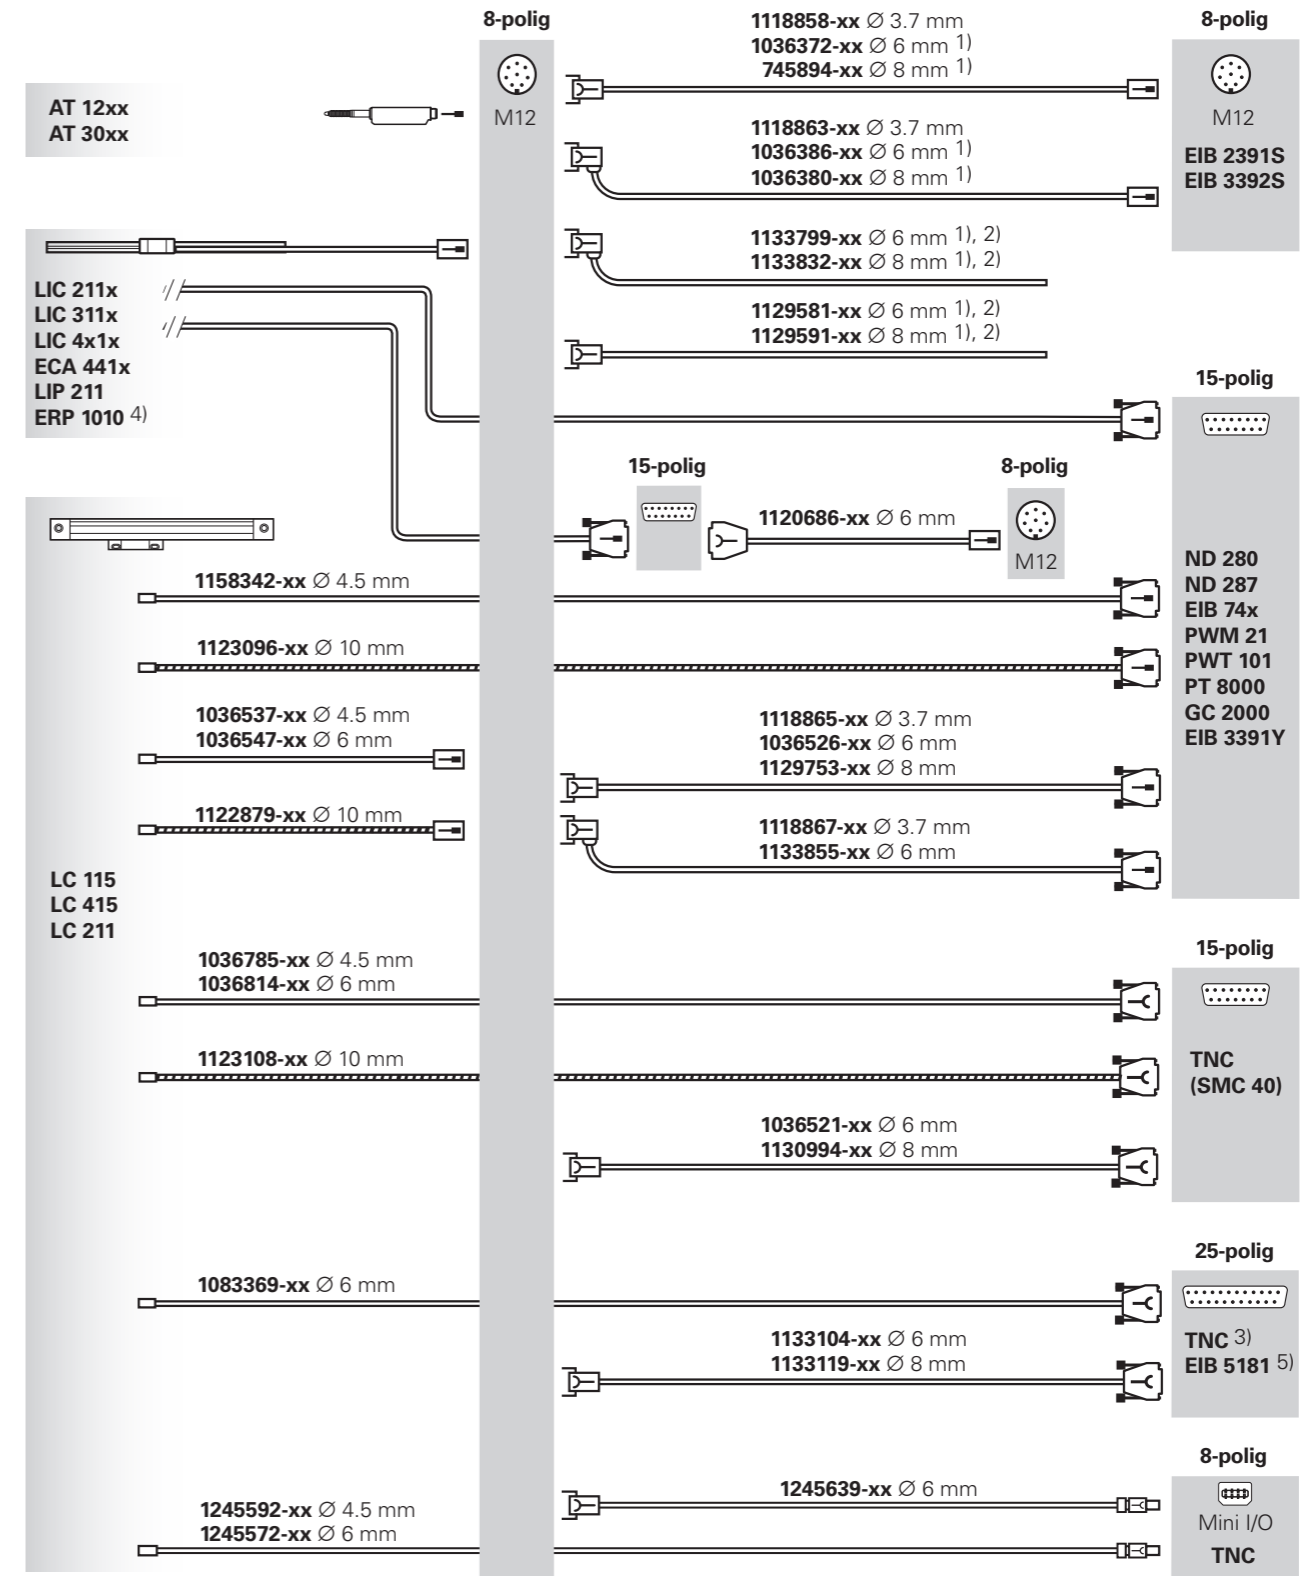 8-polig
1118858-xx ∅ 3.7 mm
1036372-xx ∅ 6 mm 1)
745894-xx ∅ 8 mm 1)
8-polig
AT 12xx
AT 30xx
M12
M12
EIB 2391S
EIB 3392S
1118863-xx ∅ 3.7 mm
1036386-xx ∅ 6 mm 1)
1036380-xx ∅ 8 mm 1)
1133799-xx ∅ 6 mm 1), 2)
1133832-xx ∅ 8 mm 1), 2)
LIC 211x
LIC 311x
LIC 4x1x
ECA 441x
LIP 211
ERP 1010 4)
1129581-xx ∅ 6 mm 1), 2)
1129591-xx ∅ 8 mm 1), 2)
15-polig
15-polig
8-polig
1120686-xx ∅ 6 mm
M12
ND 280
ND 287
EIB 74x
PWM 21
PWT 101
PT 8000
GC 2000
EIB 3391Y
1158342-xx ∅ 4.5 mm
1123096-xx ∅ 10 mm
1036537-xx ∅ 4.5 mm
1036547-xx ∅ 6 mm
1118865-xx ∅ 3.7 mm
1036526-xx ∅ 6 mm
1129753-xx ∅ 8 mm
1122879-xx ∅ 10 mm
1118867-xx ∅ 3.7 mm
1133855-xx ∅ 6 mm
LC 115
LC 415
LC 211
15-polig
1036785-xx ∅ 4.5 mm
1036814-xx ∅ 6 mm
1123108-xx ∅ 10 mm
TNC
(SMC 40)
1036521-xx ∅ 6 mm
1130994-xx ∅ 8 mm
25-polig
1083369-xx ∅ 6 mm
1133104-xx ∅ 6 mm
1133119-xx ∅ 8 mm
TNC 3)
EIB 5181 5)
8-polig
1245639-xx ∅ 6 mm
1245592-xx ∅ 4.5 mm
1245572-xx ∅ 6 mm
Mini I/O
TNC